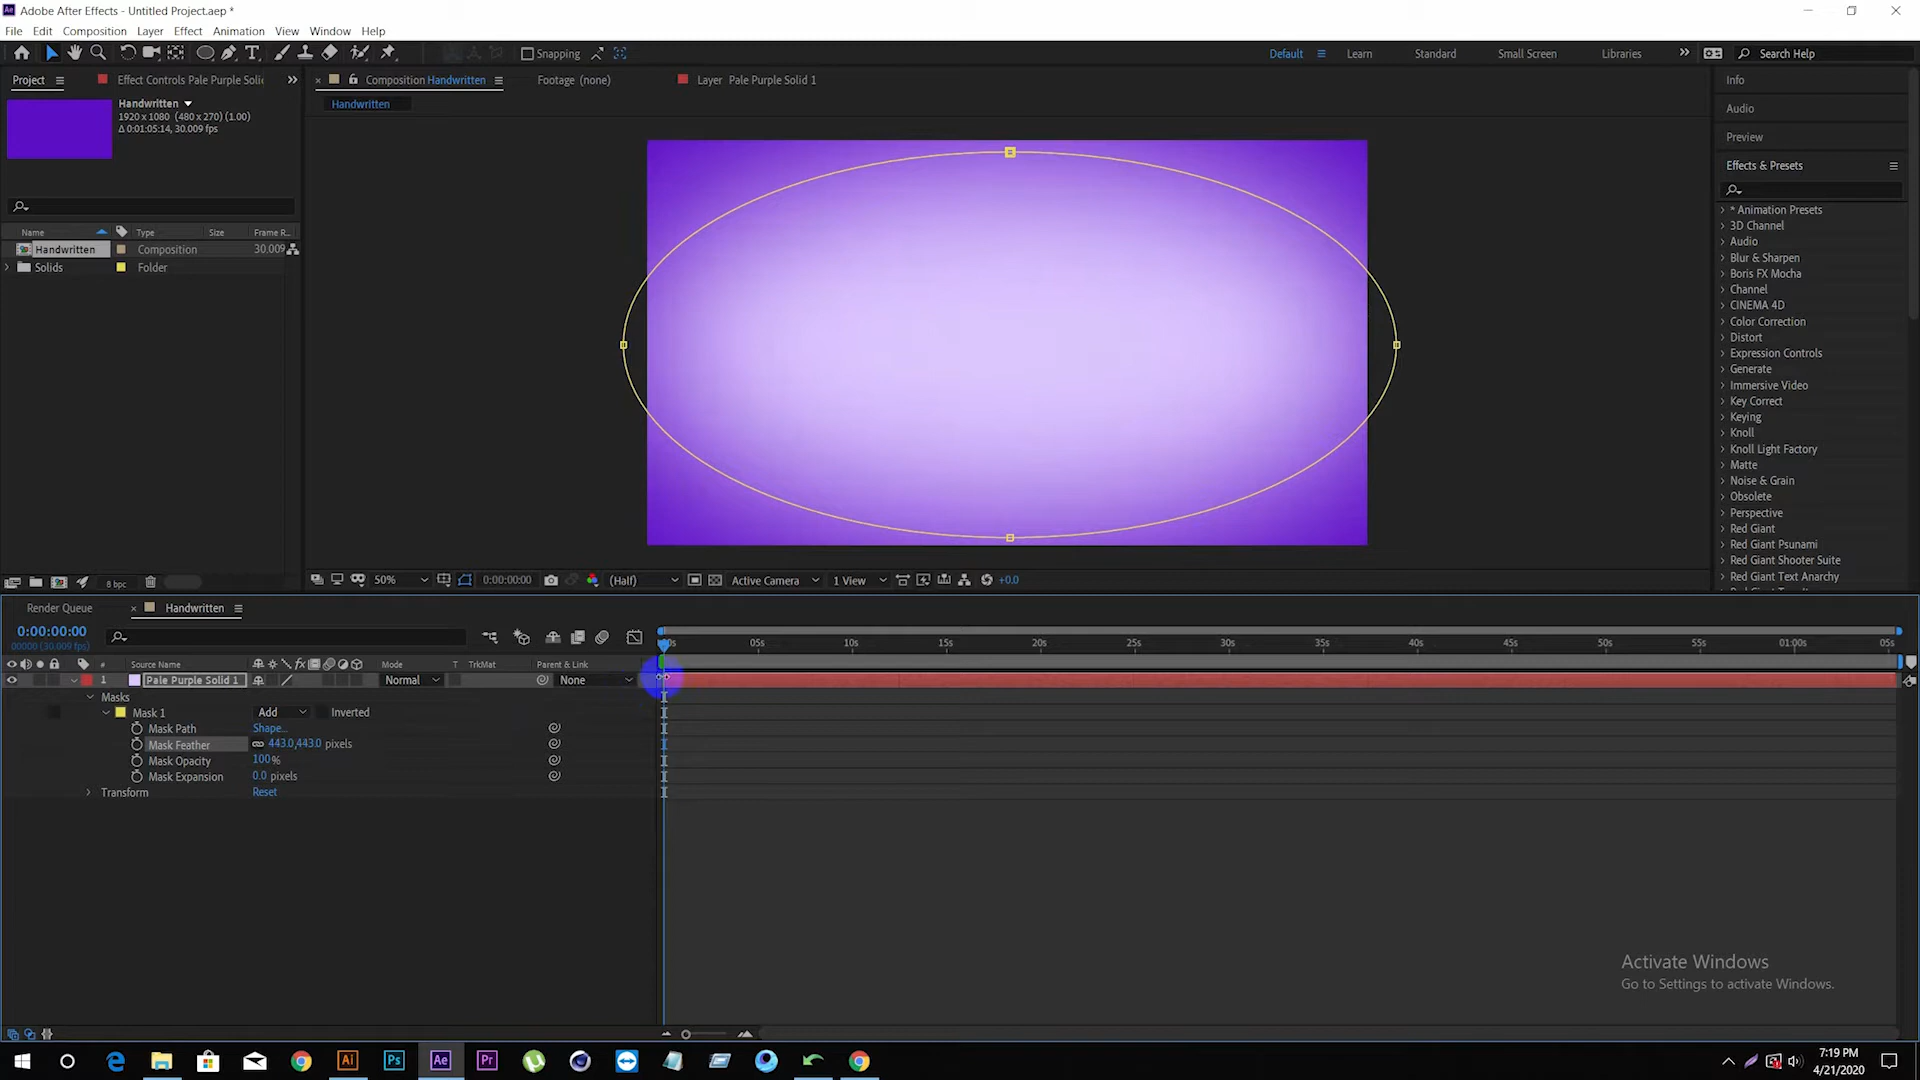 Adobe After Effects - Untitled Project.aep *
File Edit Composition Layer Effect Animation View Window Help
Snapping
Default Learn Standard Small Screen Libraries Search Help
Project
Composition Handwritten
Footage (none)
Layer Pale Purple Solid 1
Handwritten
1920 x 1080 (480 x 270) (1.00)
Δ 0:01:05:14, 30.009 fps
Handwritten
Name Type Size Frame R...
Handwritten Composition 30.009
Solids Folder
8 bpc
50% 0:00:00:00 (Half) Active Camera 1 View +0.0
Info
Audio
Preview
Effects & Presets
* Animation Presets
3D Channel
Audio
Blur & Sharpen
Boris FX Mocha
Channel
CINEMA 4D
Color Correction
Distort
Expression Controls
Generate
Immersive Video
Key Correct
Keying
Knoll
Knoll Light Factory
Matte
Noise & Grain
Obsolete
Perspective
Red Giant
Red Giant Psunami
Red Giant Shooter Suite
Red Giant Text Anarchy
Render Queue Handwritten
0:00:00:00
00000 (30.009 fps)
05s 10s 15s 20s 25s 30s 35s 40s 45s 50s 55s 01:00s 05s
# Source Name Mode T TrkMat Parent & Link
1 Pale Purple Solid 1 Normal None
Masks
Mask 1 Add Inverted
Mask Path Shape...
Mask Feather 443.0,443.0 pixels
Mask Opacity 100%
Mask Expansion 0.0 pixels
Transform Reset
Activate Windows
Go to Settings to activate Windows.
7:19 PM
4/21/2020